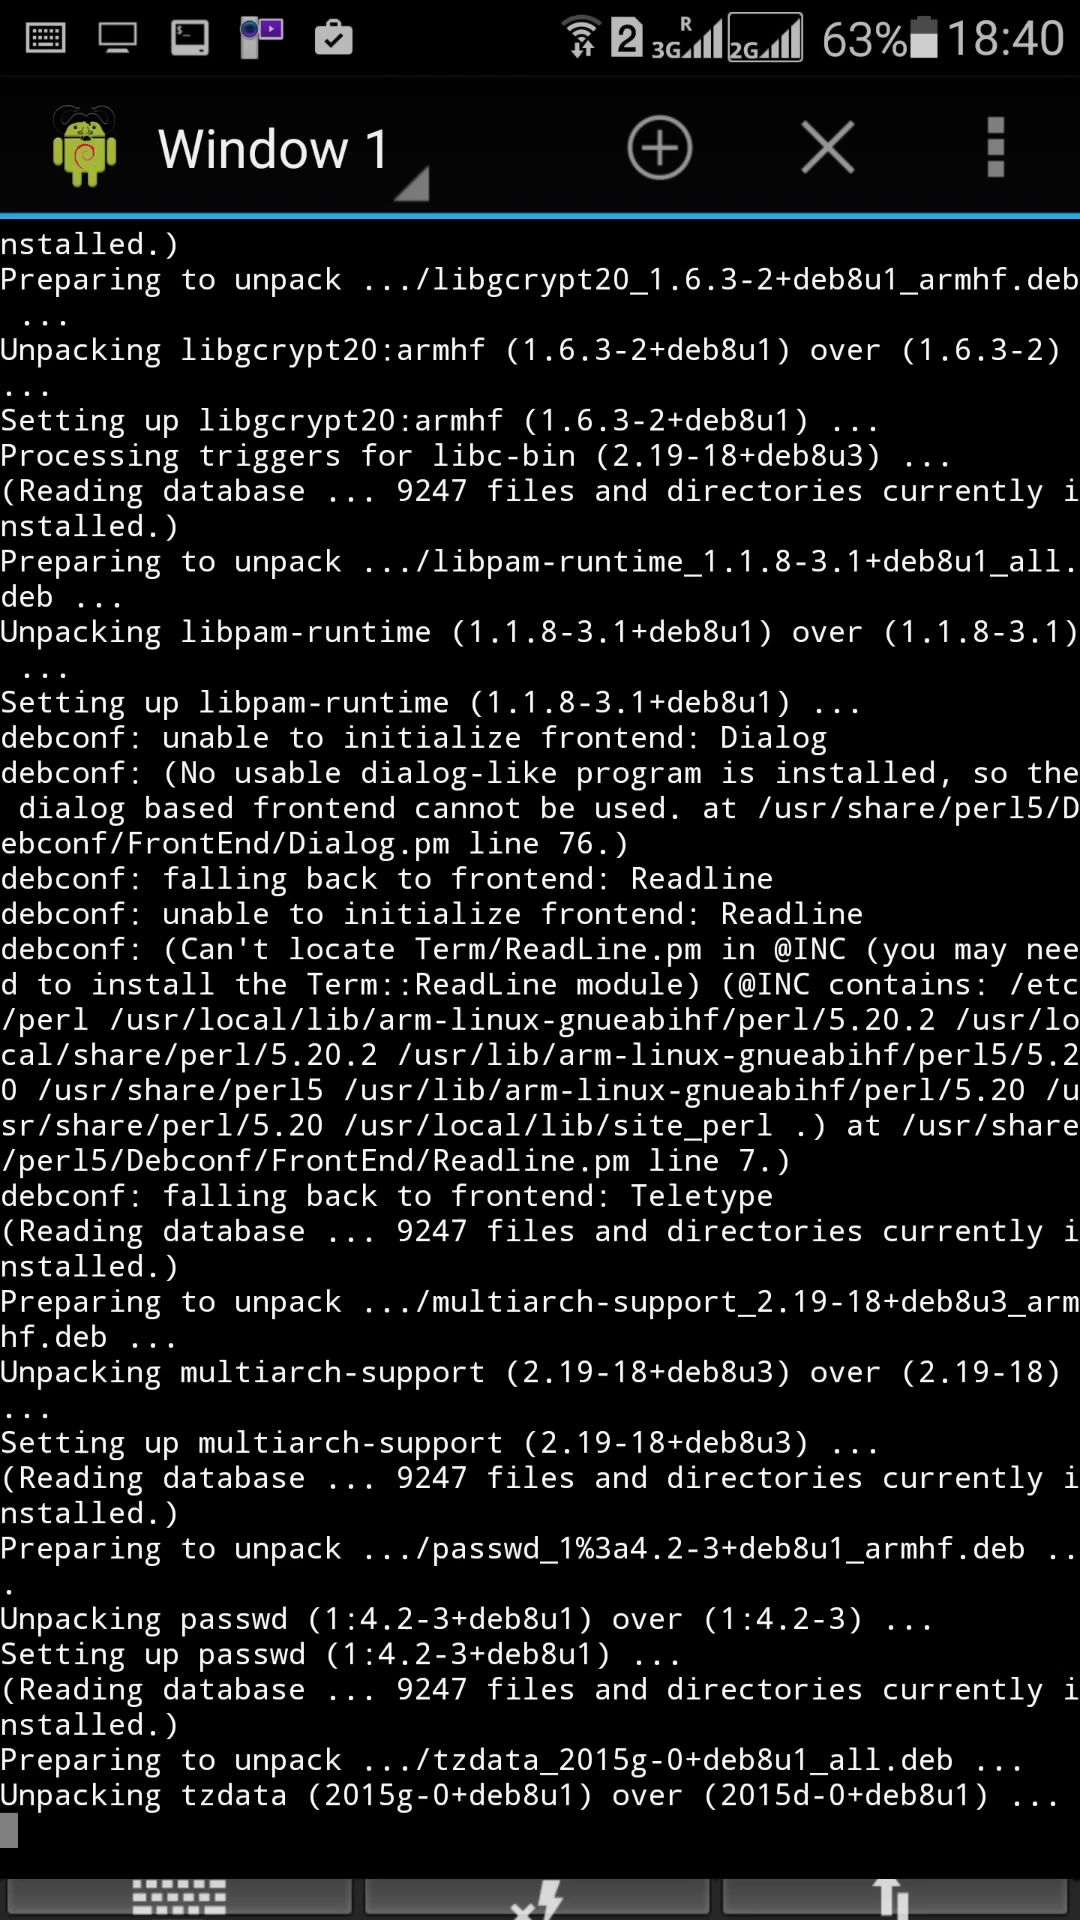 R 3G 2 2G 63% 18:40
Window 1
nstalled.)
Preparing to unpack .../libgcrypt20_1.6.3-2+deb8u1_armhf.deb
 ...
Unpacking libgcrypt20:armhf (1.6.3-2+deb8u1) over (1.6.3-2)
...
Setting up libgcrypt20:armhf (1.6.3-2+deb8u1) ...
Processing triggers for libc-bin (2.19-18+deb8u3) ...
(Reading database ... 9247 files and directories currently i
nstalled.)
Preparing to unpack .../libpam-runtime_1.1.8-3.1+deb8u1_all.
deb ...
Unpacking libpam-runtime (1.1.8-3.1+deb8u1) over (1.1.8-3.1)
 ...
Setting up libpam-runtime (1.1.8-3.1+deb8u1) ...
debconf: unable to initialize frontend: Dialog
debconf: (No usable dialog-like program is installed, so the
 dialog based frontend cannot be used. at /usr/share/perl5/D
ebconf/FrontEnd/Dialog.pm line 76.)
debconf: falling back to frontend: Readline
debconf: unable to initialize frontend: Readline
debconf: (Can't locate Term/ReadLine.pm in @INC (you may nee
d to install the Term::ReadLine module) (@INC contains: /etc
/perl /usr/local/lib/arm-linux-gnueabihf/perl/5.20.2 /usr/lo
cal/share/perl/5.20.2 /usr/lib/arm-linux-gnueabihf/perl5/5.2
0 /usr/share/perl5 /usr/lib/arm-linux-gnueabihf/perl/5.20 /u
sr/share/perl/5.20 /usr/local/lib/site_perl .) at /usr/share
/perl5/Debconf/FrontEnd/Readline.pm line 7.)
debconf: falling back to frontend: Teletype
(Reading database ... 9247 files and directories currently i
nstalled.)
Preparing to unpack .../multiarch-support_2.19-18+deb8u3_arm
hf.deb ...
Unpacking multiarch-support (2.19-18+deb8u3) over (2.19-18)
...
Setting up multiarch-support (2.19-18+deb8u3) ...
(Reading database ... 9247 files and directories currently i
nstalled.)
Preparing to unpack .../passwd_1%3a4.2-3+deb8u1_armhf.deb ..
.
Unpacking passwd (1:4.2-3+deb8u1) over (1:4.2-3) ...
Setting up passwd (1:4.2-3+deb8u1) ...
(Reading database ... 9247 files and directories currently i
nstalled.)
Preparing to unpack .../tzdata_2015g-0+deb8u1_all.deb ...
Unpacking tzdata (2015g-0+deb8u1) over (2015d-0+deb8u1) ...